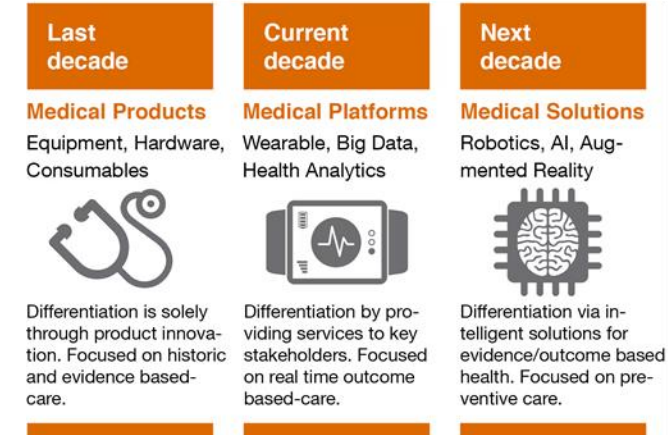 Last
decade
Medical Products
Equipment, Hardware,
Consumables
Differentiation is solely
through product innova-
tion. Focused on historic
and evidence based-
care.
Current
decade
Medical Platforms
Wearable, Big Data,
Health Analytics
Differentiation by pro-
viding services to key
stakeholders. Focused
on real time outcome
based-care.
Next
decade
Medical Solutions
Robotics, AI, Aug-
mented Reality
Differentiation via in-
telligent solutions for
evidence/outcome based
health. Focused on pre-
ventive care.